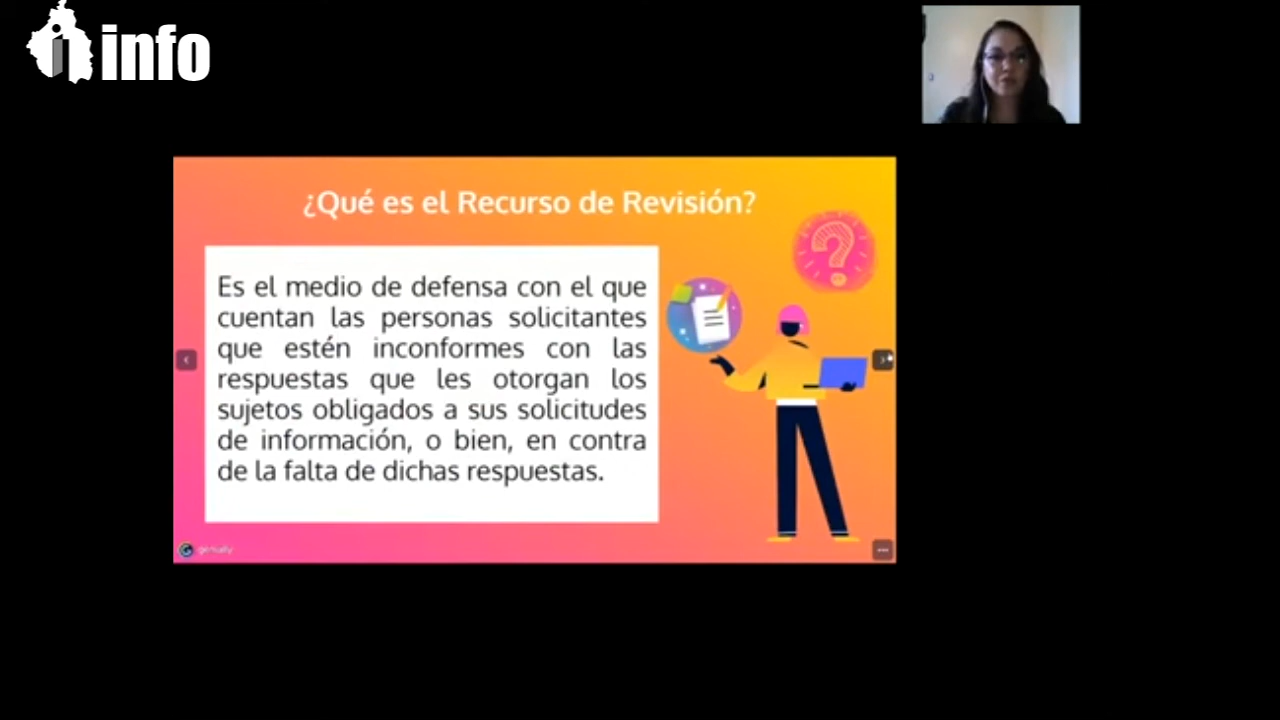 info
¿Qué es el Recurso de Revisión?
Es el medio de defensa con el que
cuentan las personas solicitantes
que estén inconformes con las
respuestas que les otorgan los
sujetos obligados a sus solicitudes
de información, o bien, en contra
de la falta de dichas respuestas.
genially